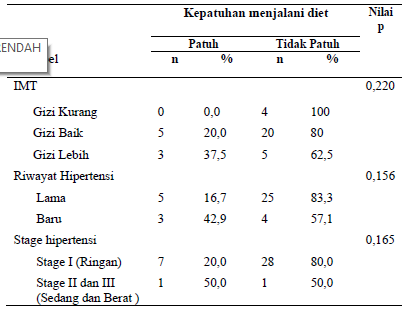 Kepatuhan menjalani diet Nilai p
ENDAH
Patuh Tidak Patuh
n % n %
IMT 0,220
Gizi Kurang 0 0,0 4 100
Gizi Baik 5 20,0 20 80
Gizi Lebih 3 37,5 5 62,5
Riwayat Hipertensi 0,156
Lama 5 16,7 25 83,3
Baru 3 42,9 4 57,1
Stage hipertensi 0,165
Stage I (Ringan) 7 20,0 28 80,0
Stage II dan III 1 50,0 1 50,0
(Sedang dan Berat )